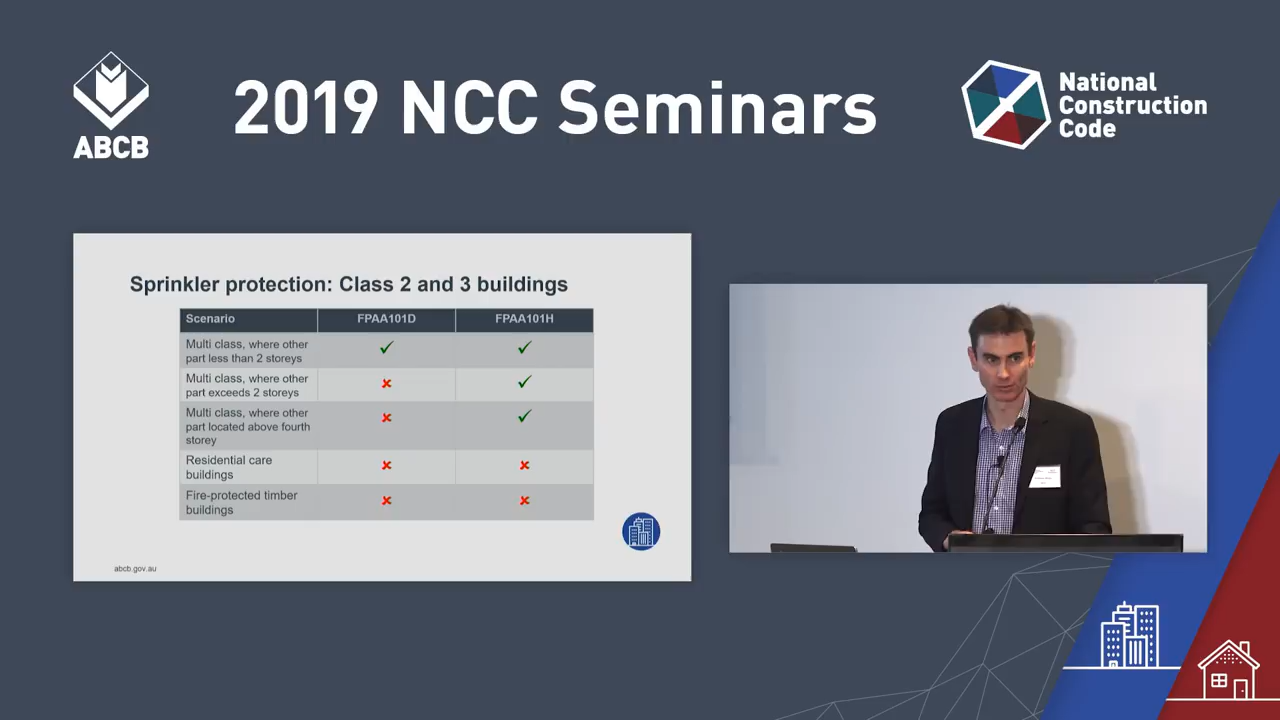 ABCB
2019 NCC Seminars
National
Construction
Code
Sprinkler protection: Class 2 and 3 buildings
Scenario FPAA101D FPAA101H
Multi class, where other
part less than 2 storeys
Multi class, where other
part exceeds 2 storeys
Multi class, where other
part located above fourth
storey
Residential care
buildings
Fire-protected timber
buildings
abcb.gov.au